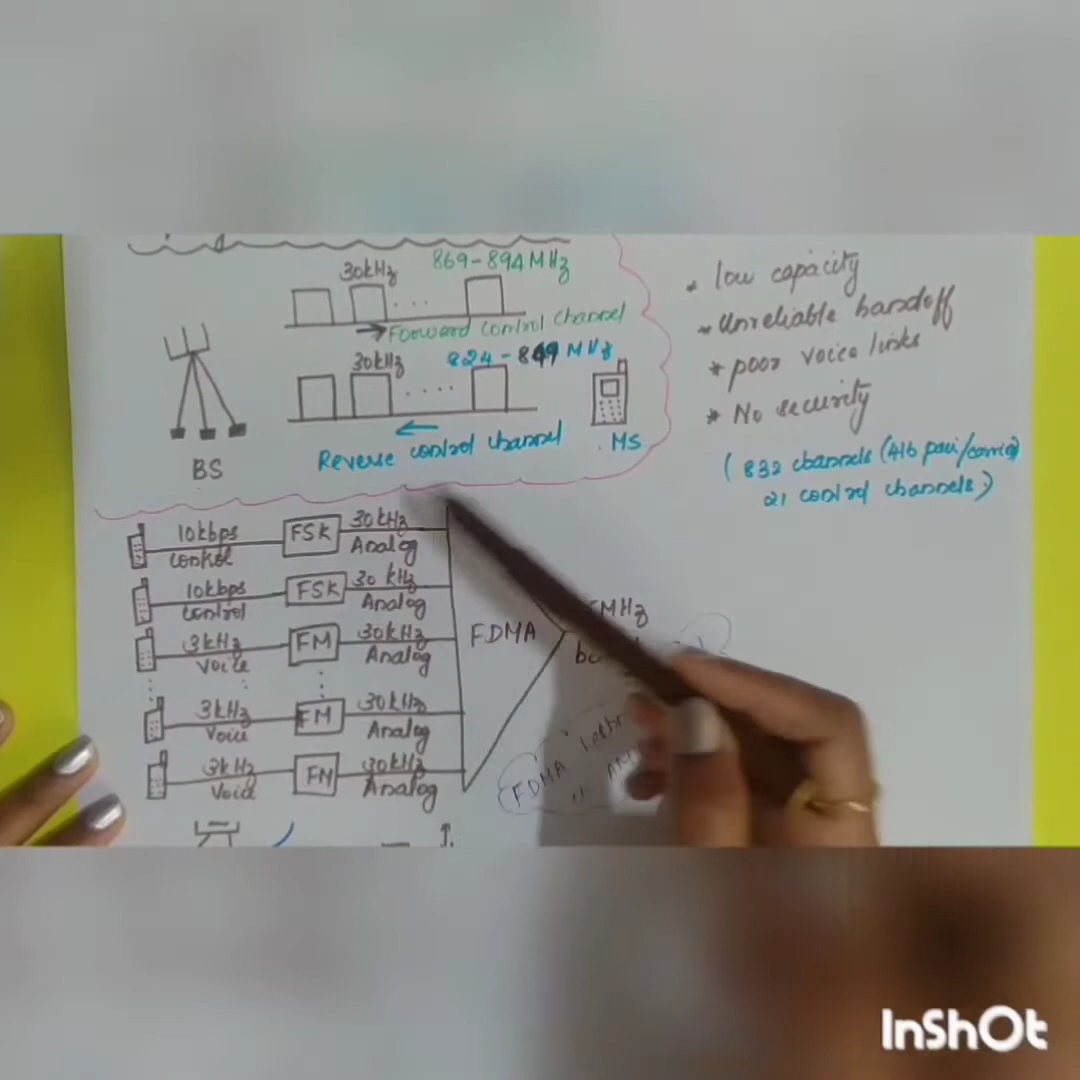 30kHz 869-894 MHz
Forward Control Channel
30kHz 824-849 MHz
Reverse control channel
BS
MS
* low capacity
* Unreliable handoff
* poor voice links
* No security
( 832 channels (416 pair/
21 control channels)
10kbps FSK 30kHz
Control Analog
10kbps FSK 30 kHz
Control Analog
3kHz FM 30kHz
Voice Analog
3kHz FM 30kHz
Voice Analog
3kHz FM 30kHz
Voice Analog
FDMA
MHz
(FDMA
InShOt